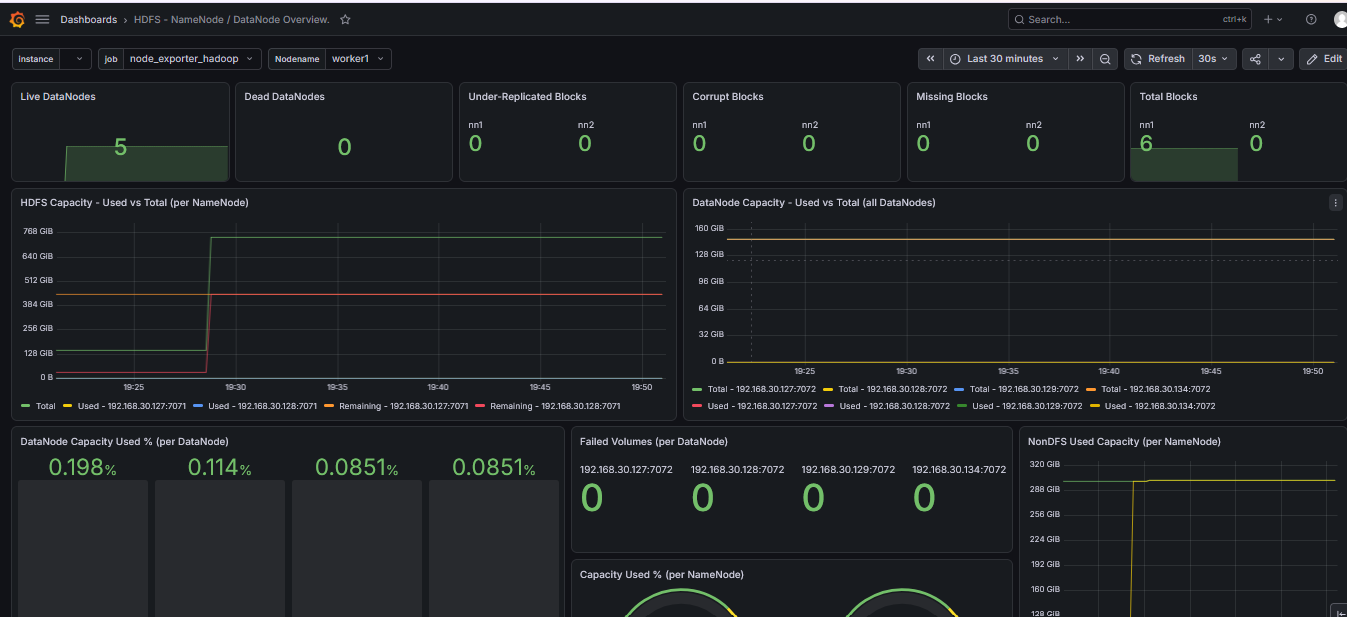 Dashboards › HDFS - NameNode / DataNode Overview.
Search... ctrl+k
Instance job node_exporter_hadoop Nodename worker1 Last 30 minutes Refresh 30s Edit
Live DataNodes
5
Dead DataNodes
0
Under-Replicated Blocks
nn1 nn2
0 0
Corrupt Blocks
nn1 nn2
0 0
Missing Blocks
nn1 nn2
0 0
Total Blocks
nn1 nn2
6 0
HDFS Capacity - Used vs Total (per NameNode)
768 GiB
640 GiB
512 GiB
384 GiB
256 GiB
128 GiB
0 B
19:25 19:30 19:35 19:40 19:45 19:50
Total Used - 192.168.30.127:7071 Used - 192.168.30.128:7071 Remaining - 192.168.30.127:7071 Remaining - 192.168.30.128:7071
DataNode Capacity - Used vs Total (all DataNodes)
160 GiB
128 GiB
96 GiB
64 GiB
32 GiB
0 B
19:25 19:30 19:35 19:40 19:45 19:50
Total - 192.168.30.127:7072 Total - 192.168.30.128:7072 Total - 192.168.30.129:7072 Total - 192.168.30.134:7072
Used - 192.168.30.127:7072 Used - 192.168.30.128:7072 Used - 192.168.30.129:7072 Used - 192.168.30.134:7072
DataNode Capacity Used % (per DataNode)
0.198% 0.114% 0.0851% 0.0851%
Failed Volumes (per DataNode)
192.168.30.127:7072 192.168.30.128:7072 192.168.30.129:7072 192.168.30.134:7072
0 0 0 0
Capacity Used % (per NameNode)
NonDFS Used Capacity (per NameNode)
320 GiB
288 GiB
256 GiB
224 GiB
192 GiB
160 GiB
128 GiB